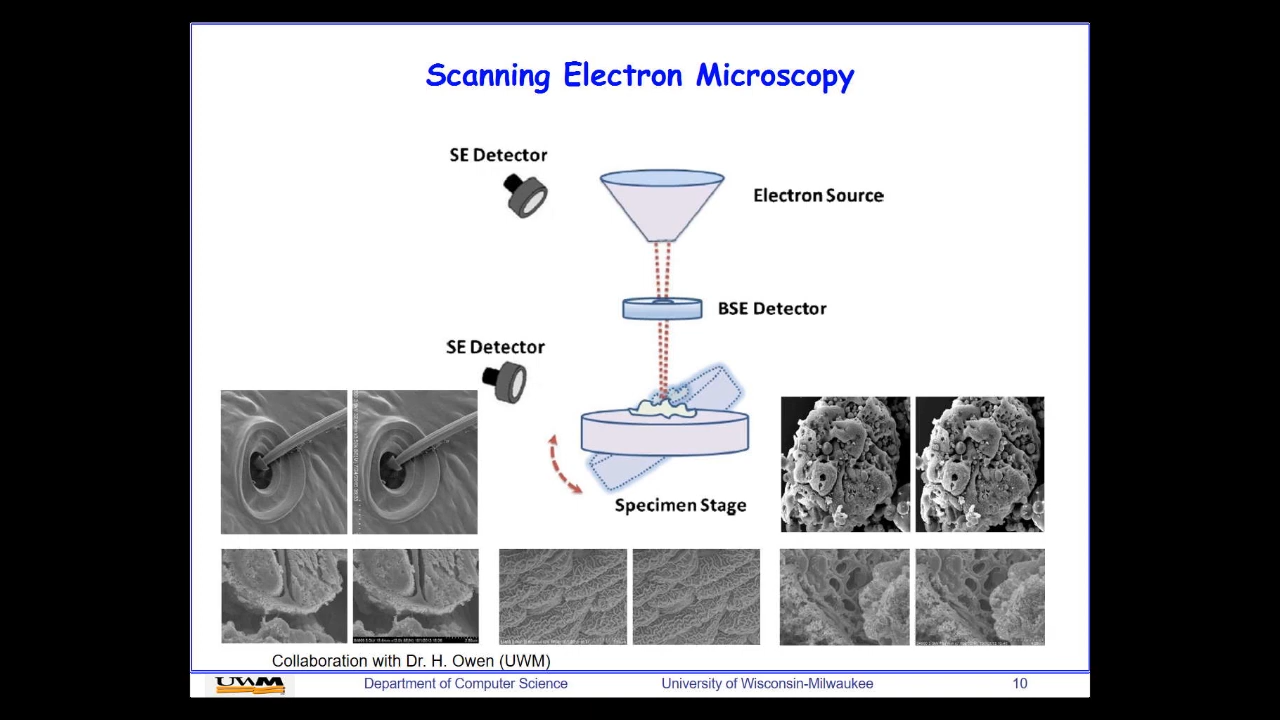 Scanning Electron Microscopy
SE Detector
Electron Source
BSE Detector
SE Detector
Specimen Stage
Collaboration with Dr. H. Owen (UWM)
UWM
Department of Computer Science
University of Wisconsin-Milwaukee
10